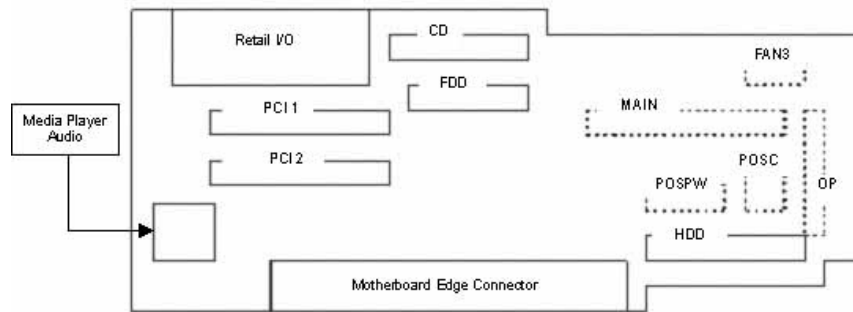 Retail I/O
CD
FAN3
FDD
PCI 1
MAIN
Media Player
Audio
PCI 2
POSC
POSPW
OP
HDD
Motherboard Edge Connector